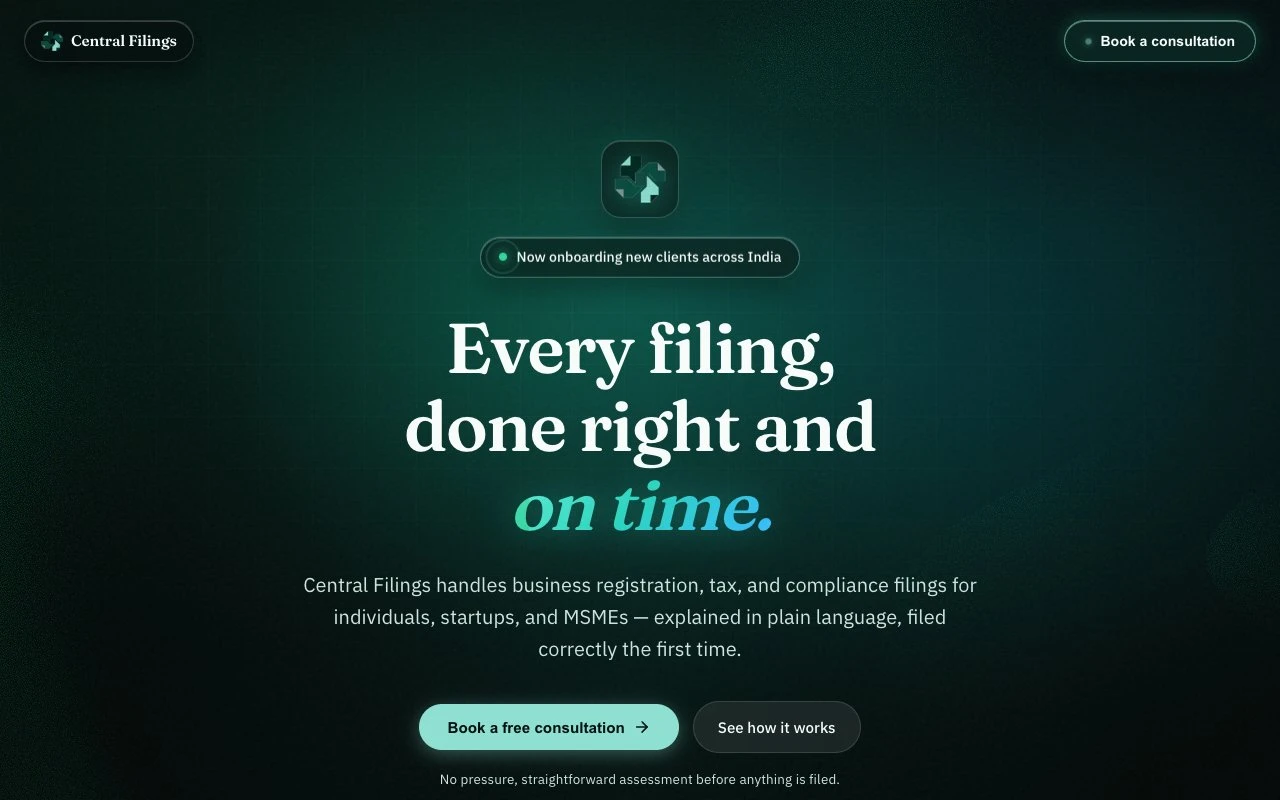 Central Filings
Book a consultation
Now onboarding new clients across India
Every filing,
done right and
on time.
Central Filings handles business registration, tax, and compliance filings for
individuals, startups, and MSMEs — explained in plain language, filed
correctly the first time.
Book a free consultation →
See how it works
No pressure, straightforward assessment before anything is filed.